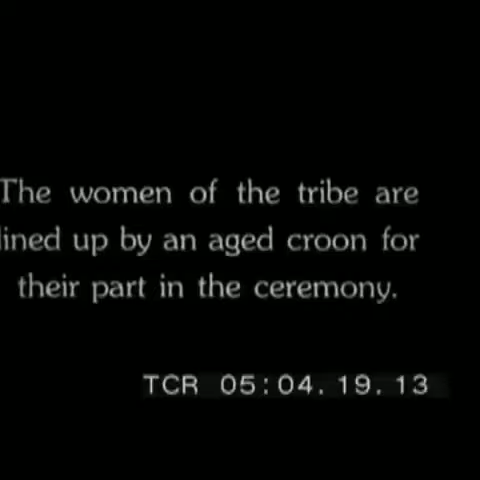 The women of the tribe are
lined up by an aged croon for
their part in the ceremony.
TCR 05:04.19.13